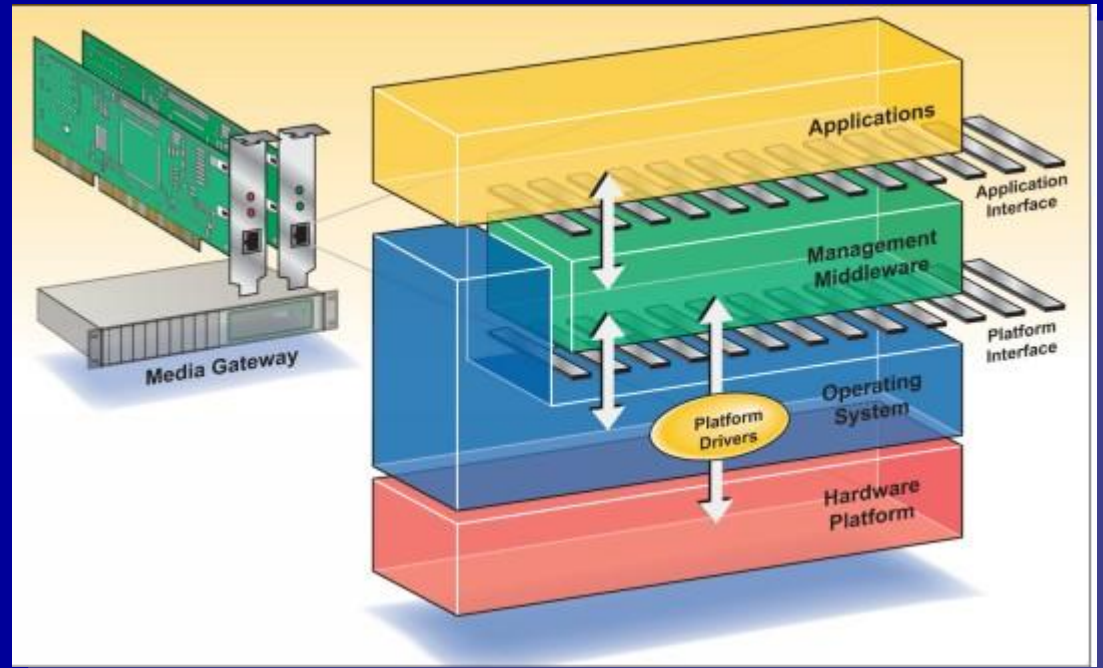 Applications
Application
Interface
Management
Middleware
Platform
Interface
Media Gateway
Operating
System
Platform
Drivers
Hardware
Platform